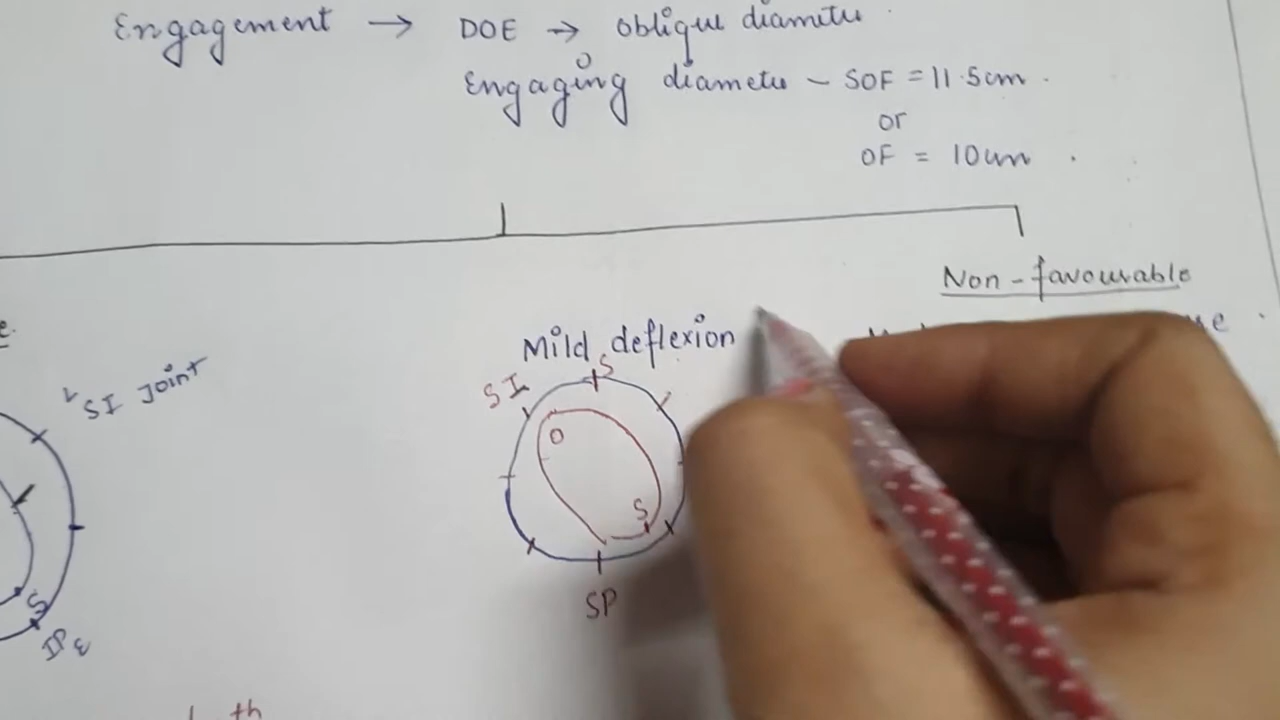 Engagement → DOE → oblique diameter
Engaging diameter - SOF = 11.5cm.
or
OF = 10cm.
Non-favourable
Mild deflexion
SI Joint
SI
S
O
S
SP
S
th